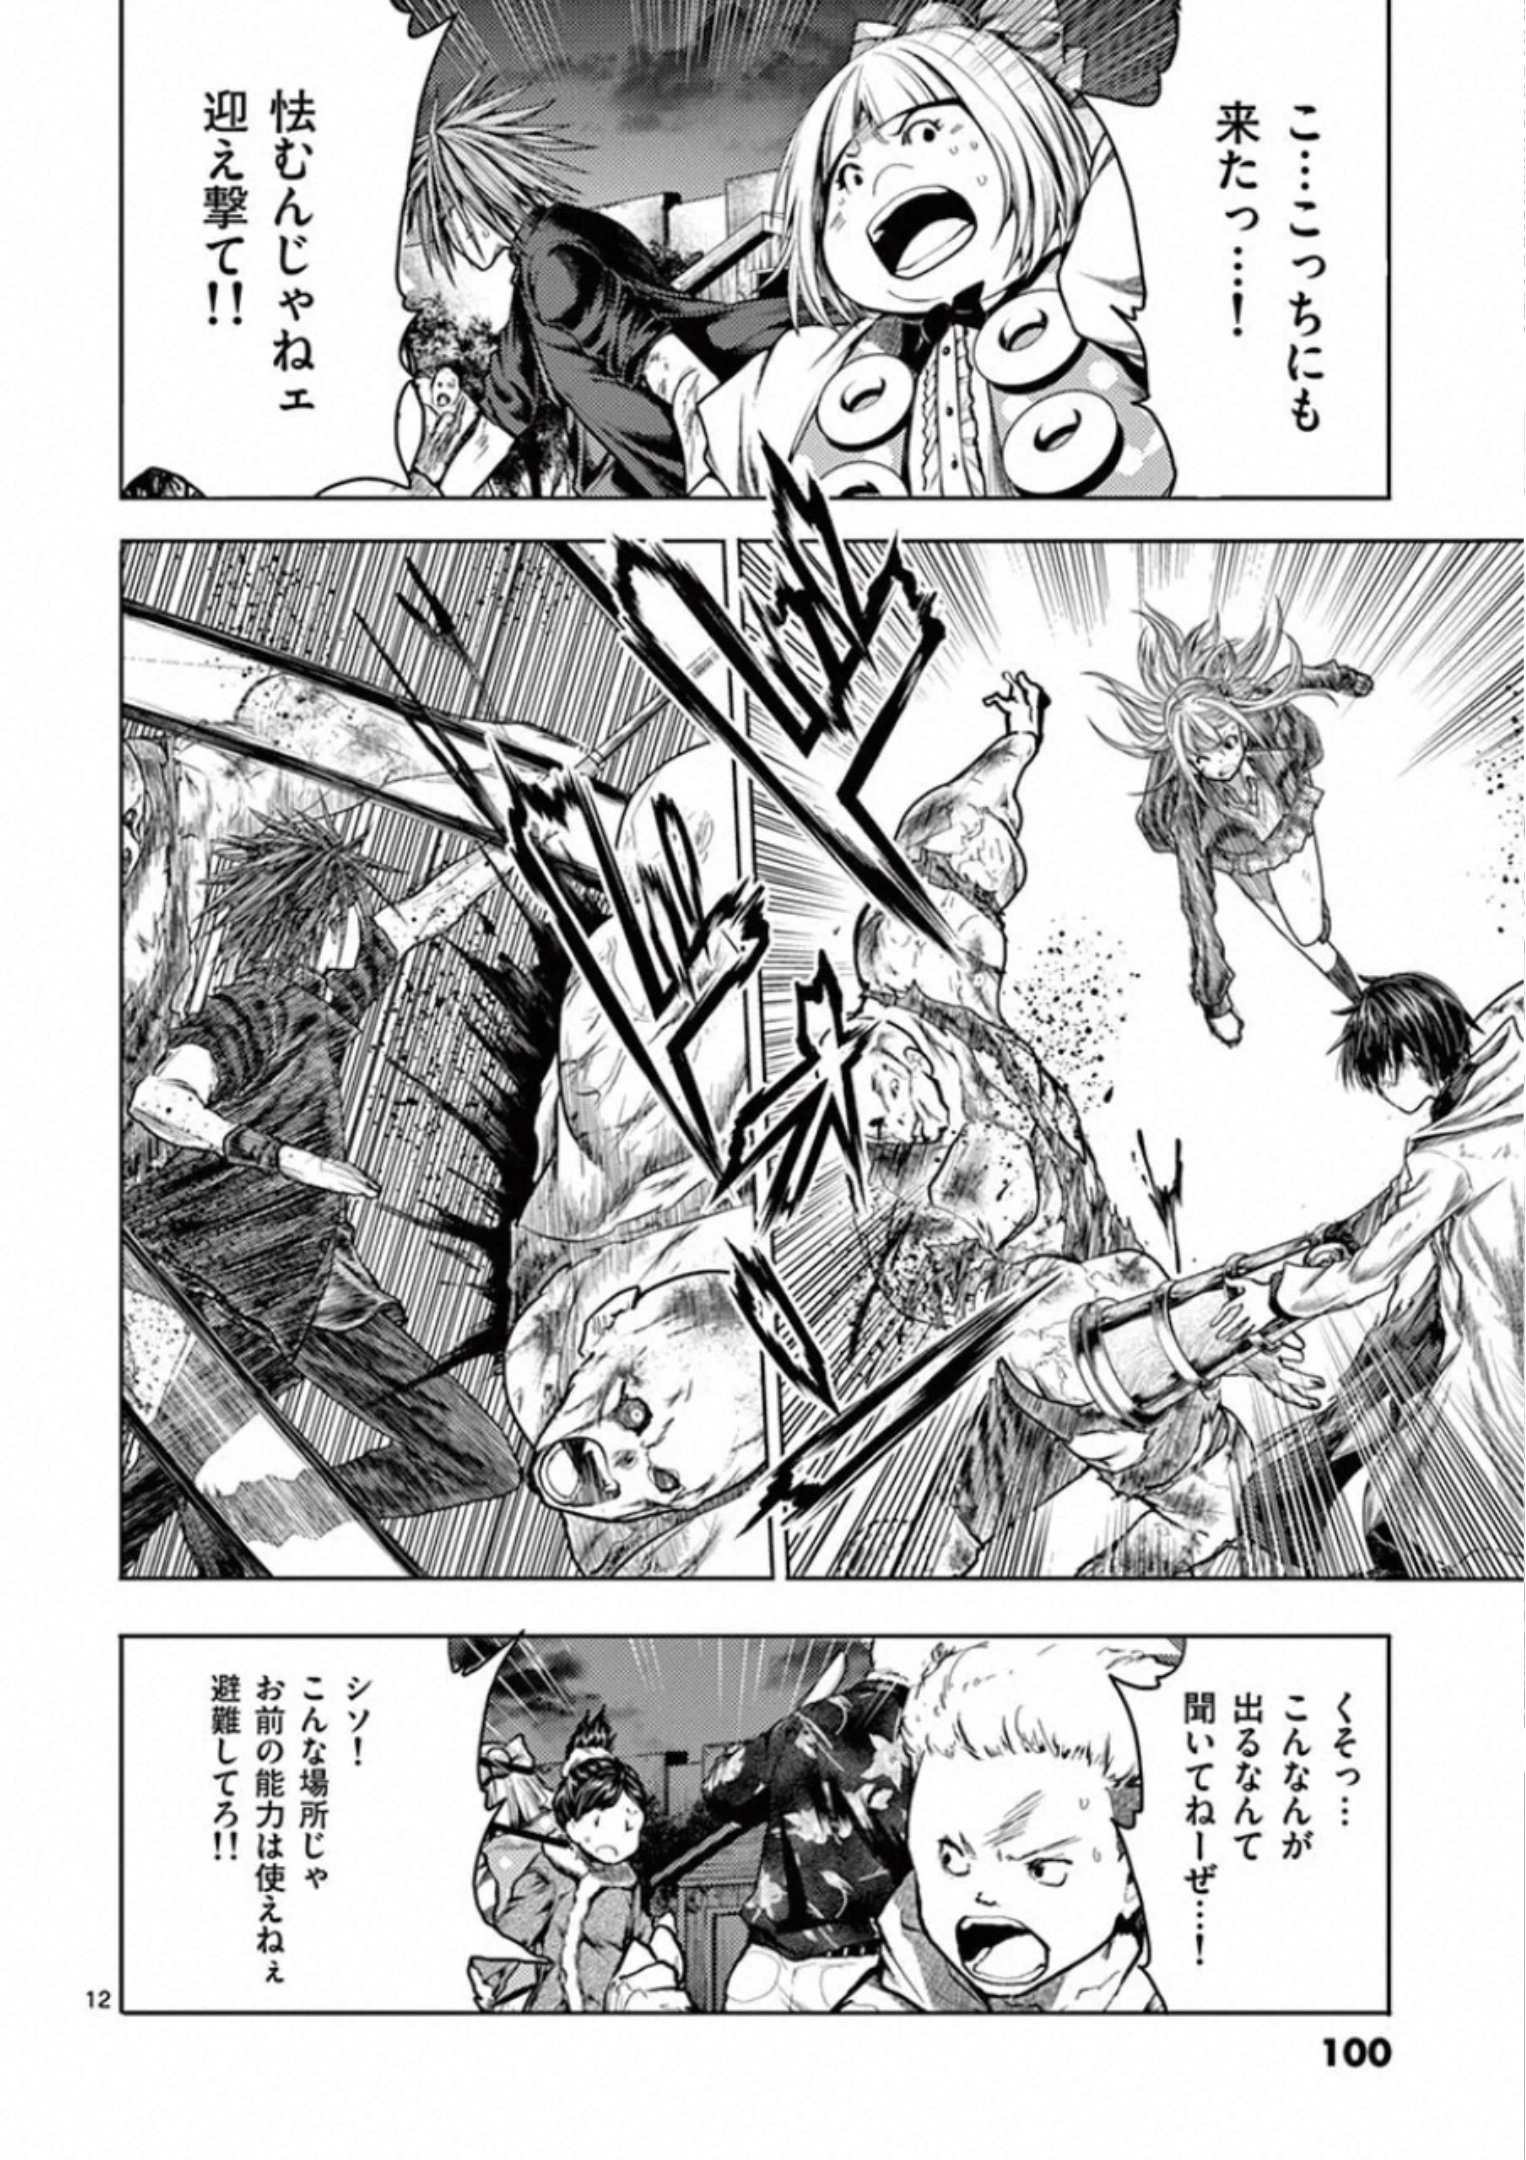 こ…こっちにも
来たっ…！
怯むんじゃねェ
迎え撃て!!
くそっ…
こんなんが
出るなんて
聞いてねーぜ…！
シソ！
こんな場所じゃ
お前の能力は使えねぇ
避難してろ!!
12
100